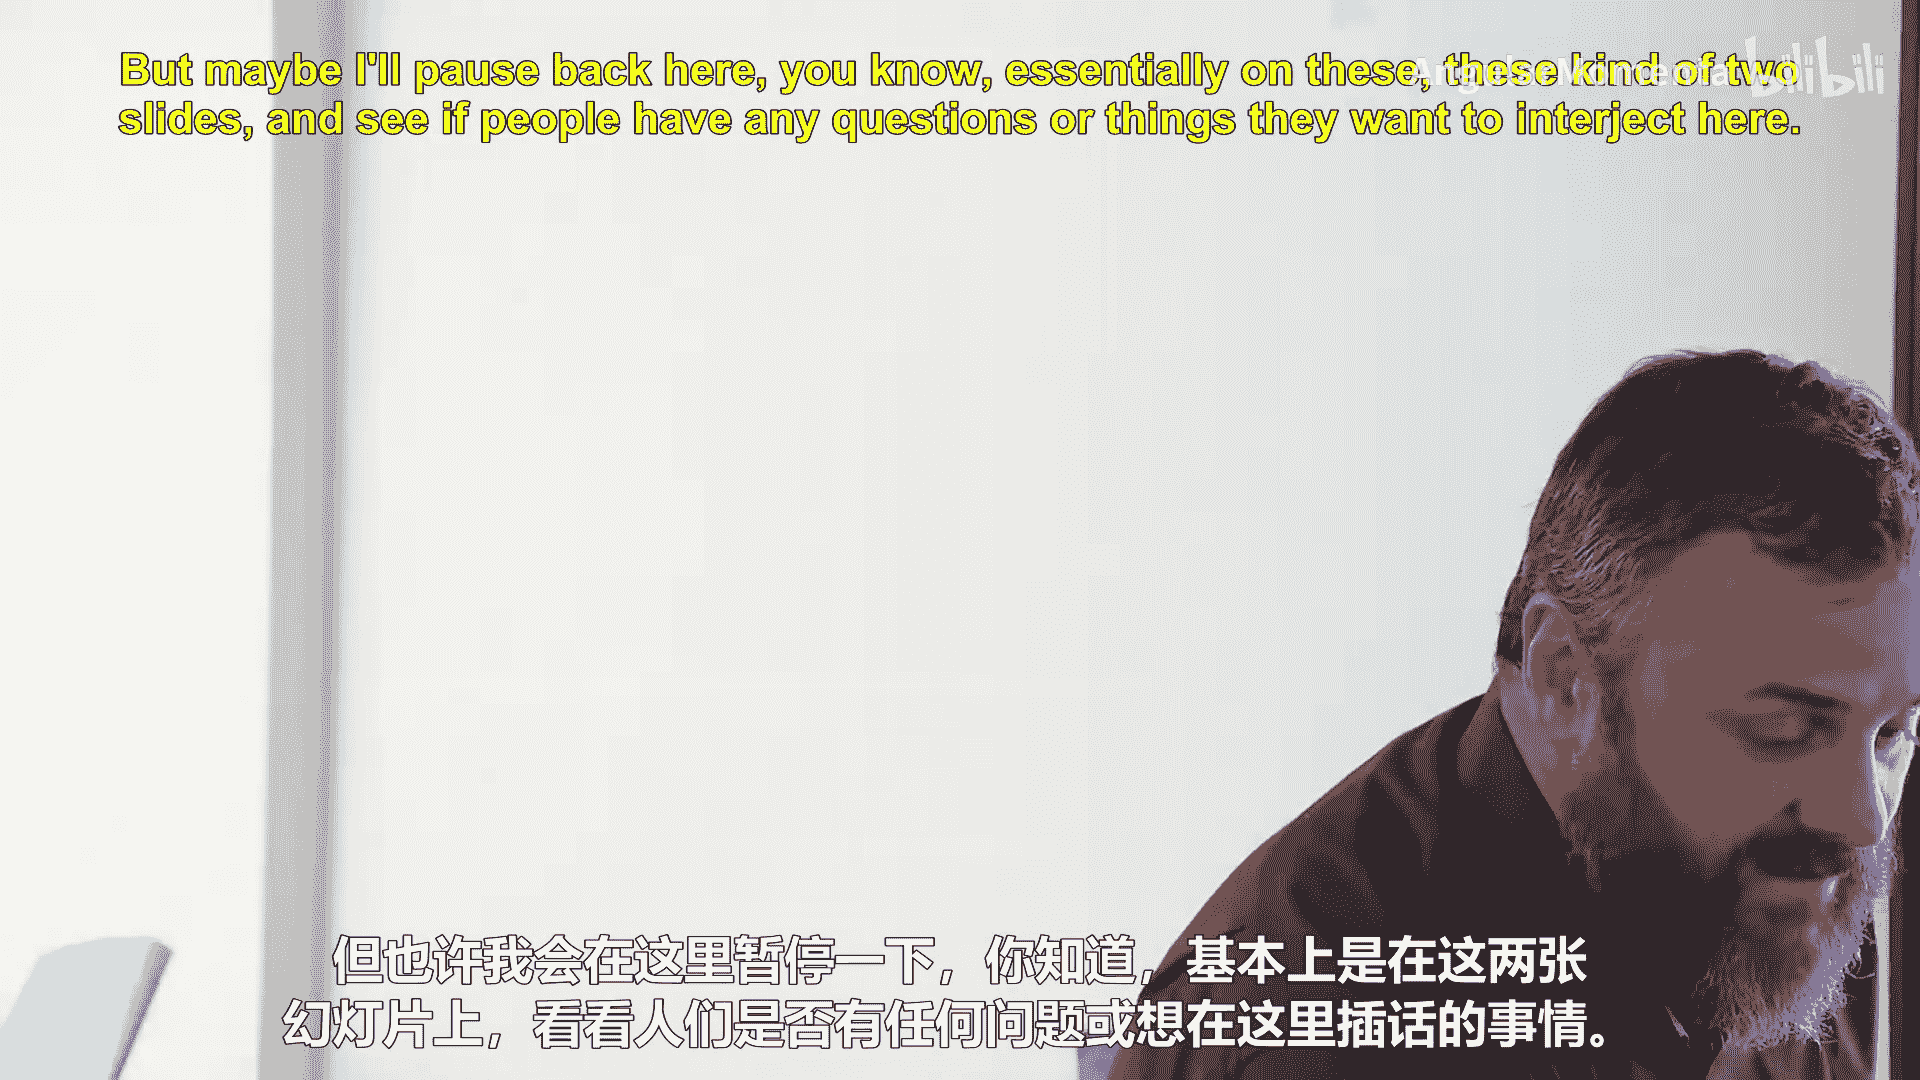 But maybe I'll pause back here, you know, essentially on these, these kind of two
slides, and see if people have any questions or things they want to interject here.
bilibili
但也许我会在这里暂停一下，你知道，基本上是在这两张
幻灯片上，看看人们是否有任何问题或想在这里插话的事情。